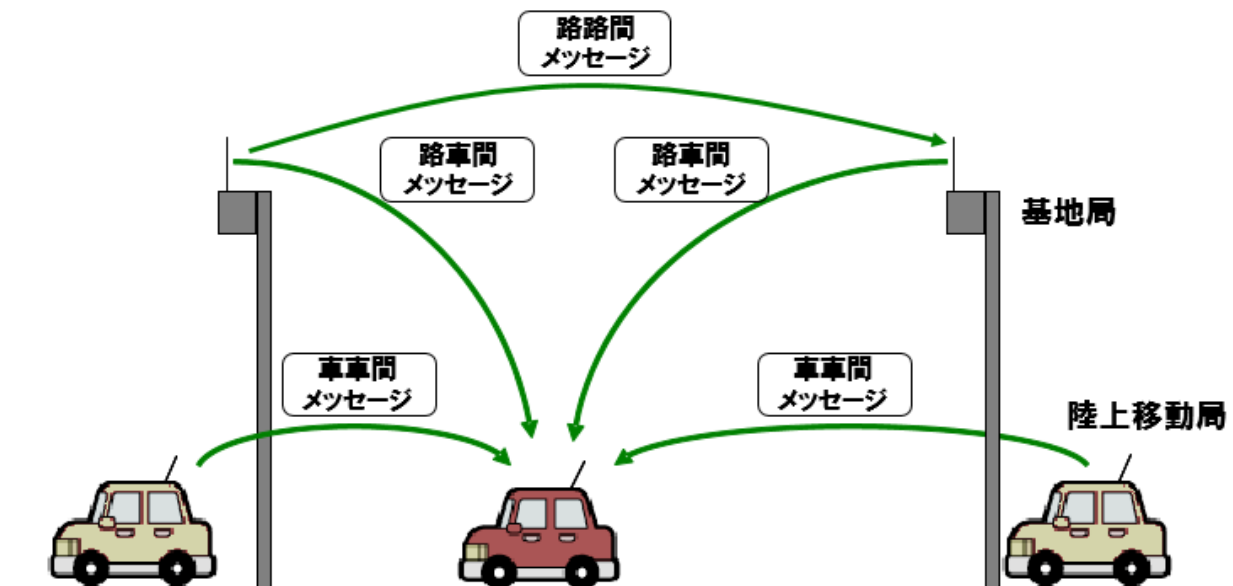 路路間
メッセージ
路車間
メッセージ
路車間
メッセージ
基地局
車車間
メッセージ
車車間
メッセージ
陸上移動局